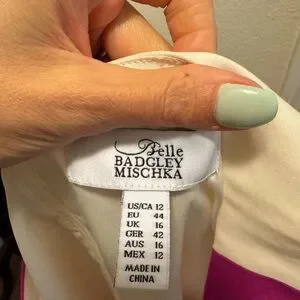 Belle
BADGLEY
MISCHKA
US/CA 12
EU 44
UK 16
GER 42
AUS 16
MEX 12
MADE IN
CHINA